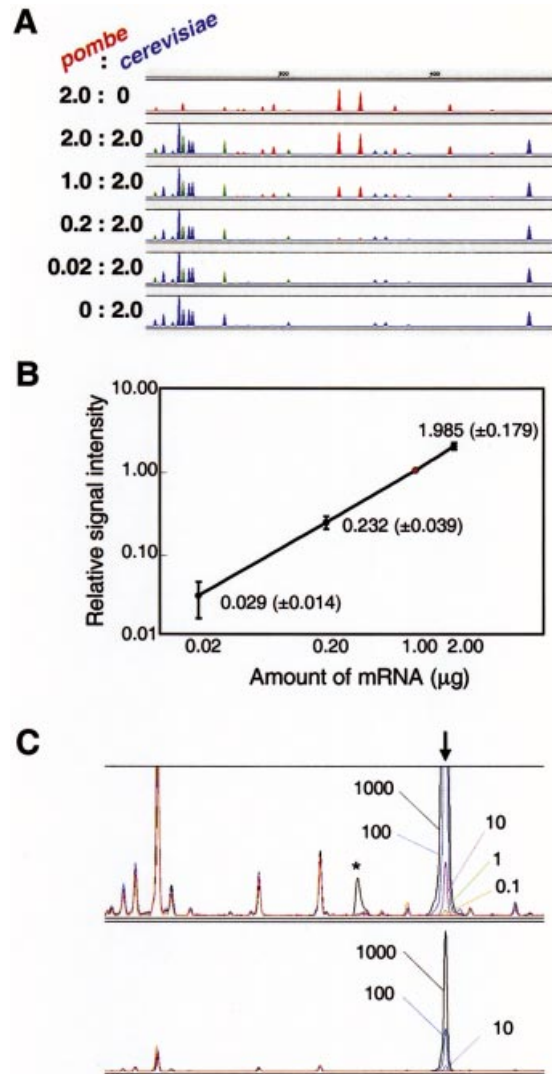 A
pombe : cerevisiae
300 400
2.0 : 0
2.0 : 2.0
1.0 : 2.0
0.2 : 2.0
0.02 : 2.0
0 : 2.0
B
10.00
1.00
0.10
0.01
Relative signal intensity
1.985 (±0.179)
0.232 (±0.039)
0.029 (±0.014)
0.02 0.20 1.00 2.00
Amount of mRNA (μg)
C
1000
100
*
10
1
0.1
1000
100
10